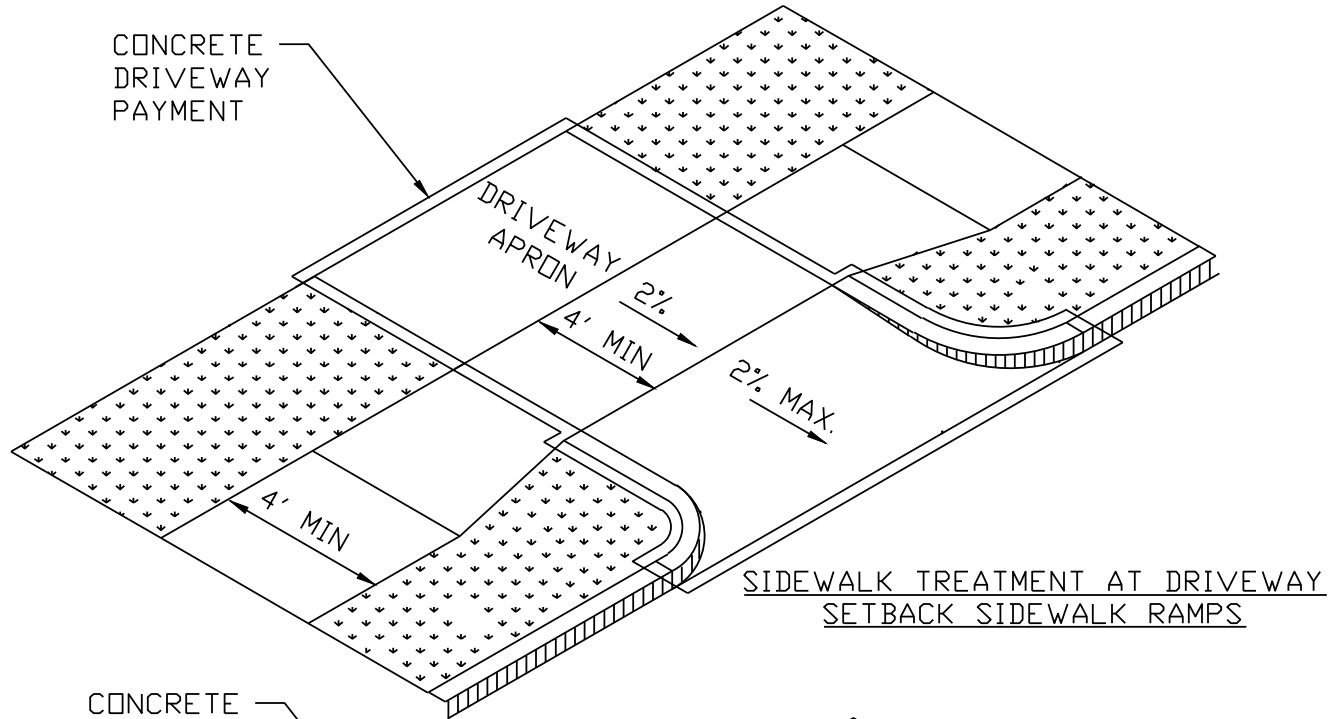 CONCRETE
DRIVEWAY
PAYMENT
DRIVEWAY
APRON
2%
4' MIN
2% MAX.
4' MIN
SIDEWALK TREATMENT AT DRIVEWAY
SETBACK SIDEWALK RAMPS
CONCRETE